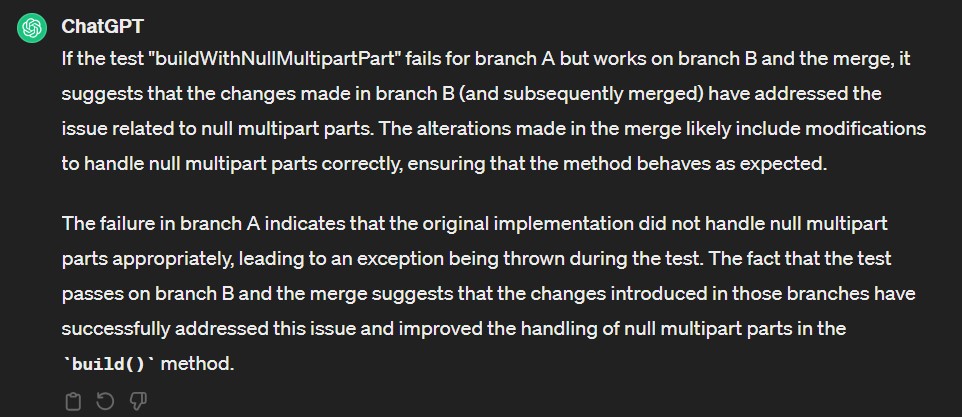 ChatGPT
If the test "buildWithNullMultipartPart" fails for branch A but works on branch B and the merge, it
suggests that the changes made in branch B (and subsequently merged) have addressed the
issue related to null multipart parts. The alterations made in the merge likely include modifications
to handle null multipart parts correctly, ensuring that the method behaves as expected.
The failure in branch A indicates that the original implementation did not handle null multipart
parts appropriately, leading to an exception being thrown during the test. The fact that the test
passes on branch B and the merge suggests that the changes introduced in those branches have
successfully addressed this issue and improved the handling of null multipart parts in the
`build()` method.